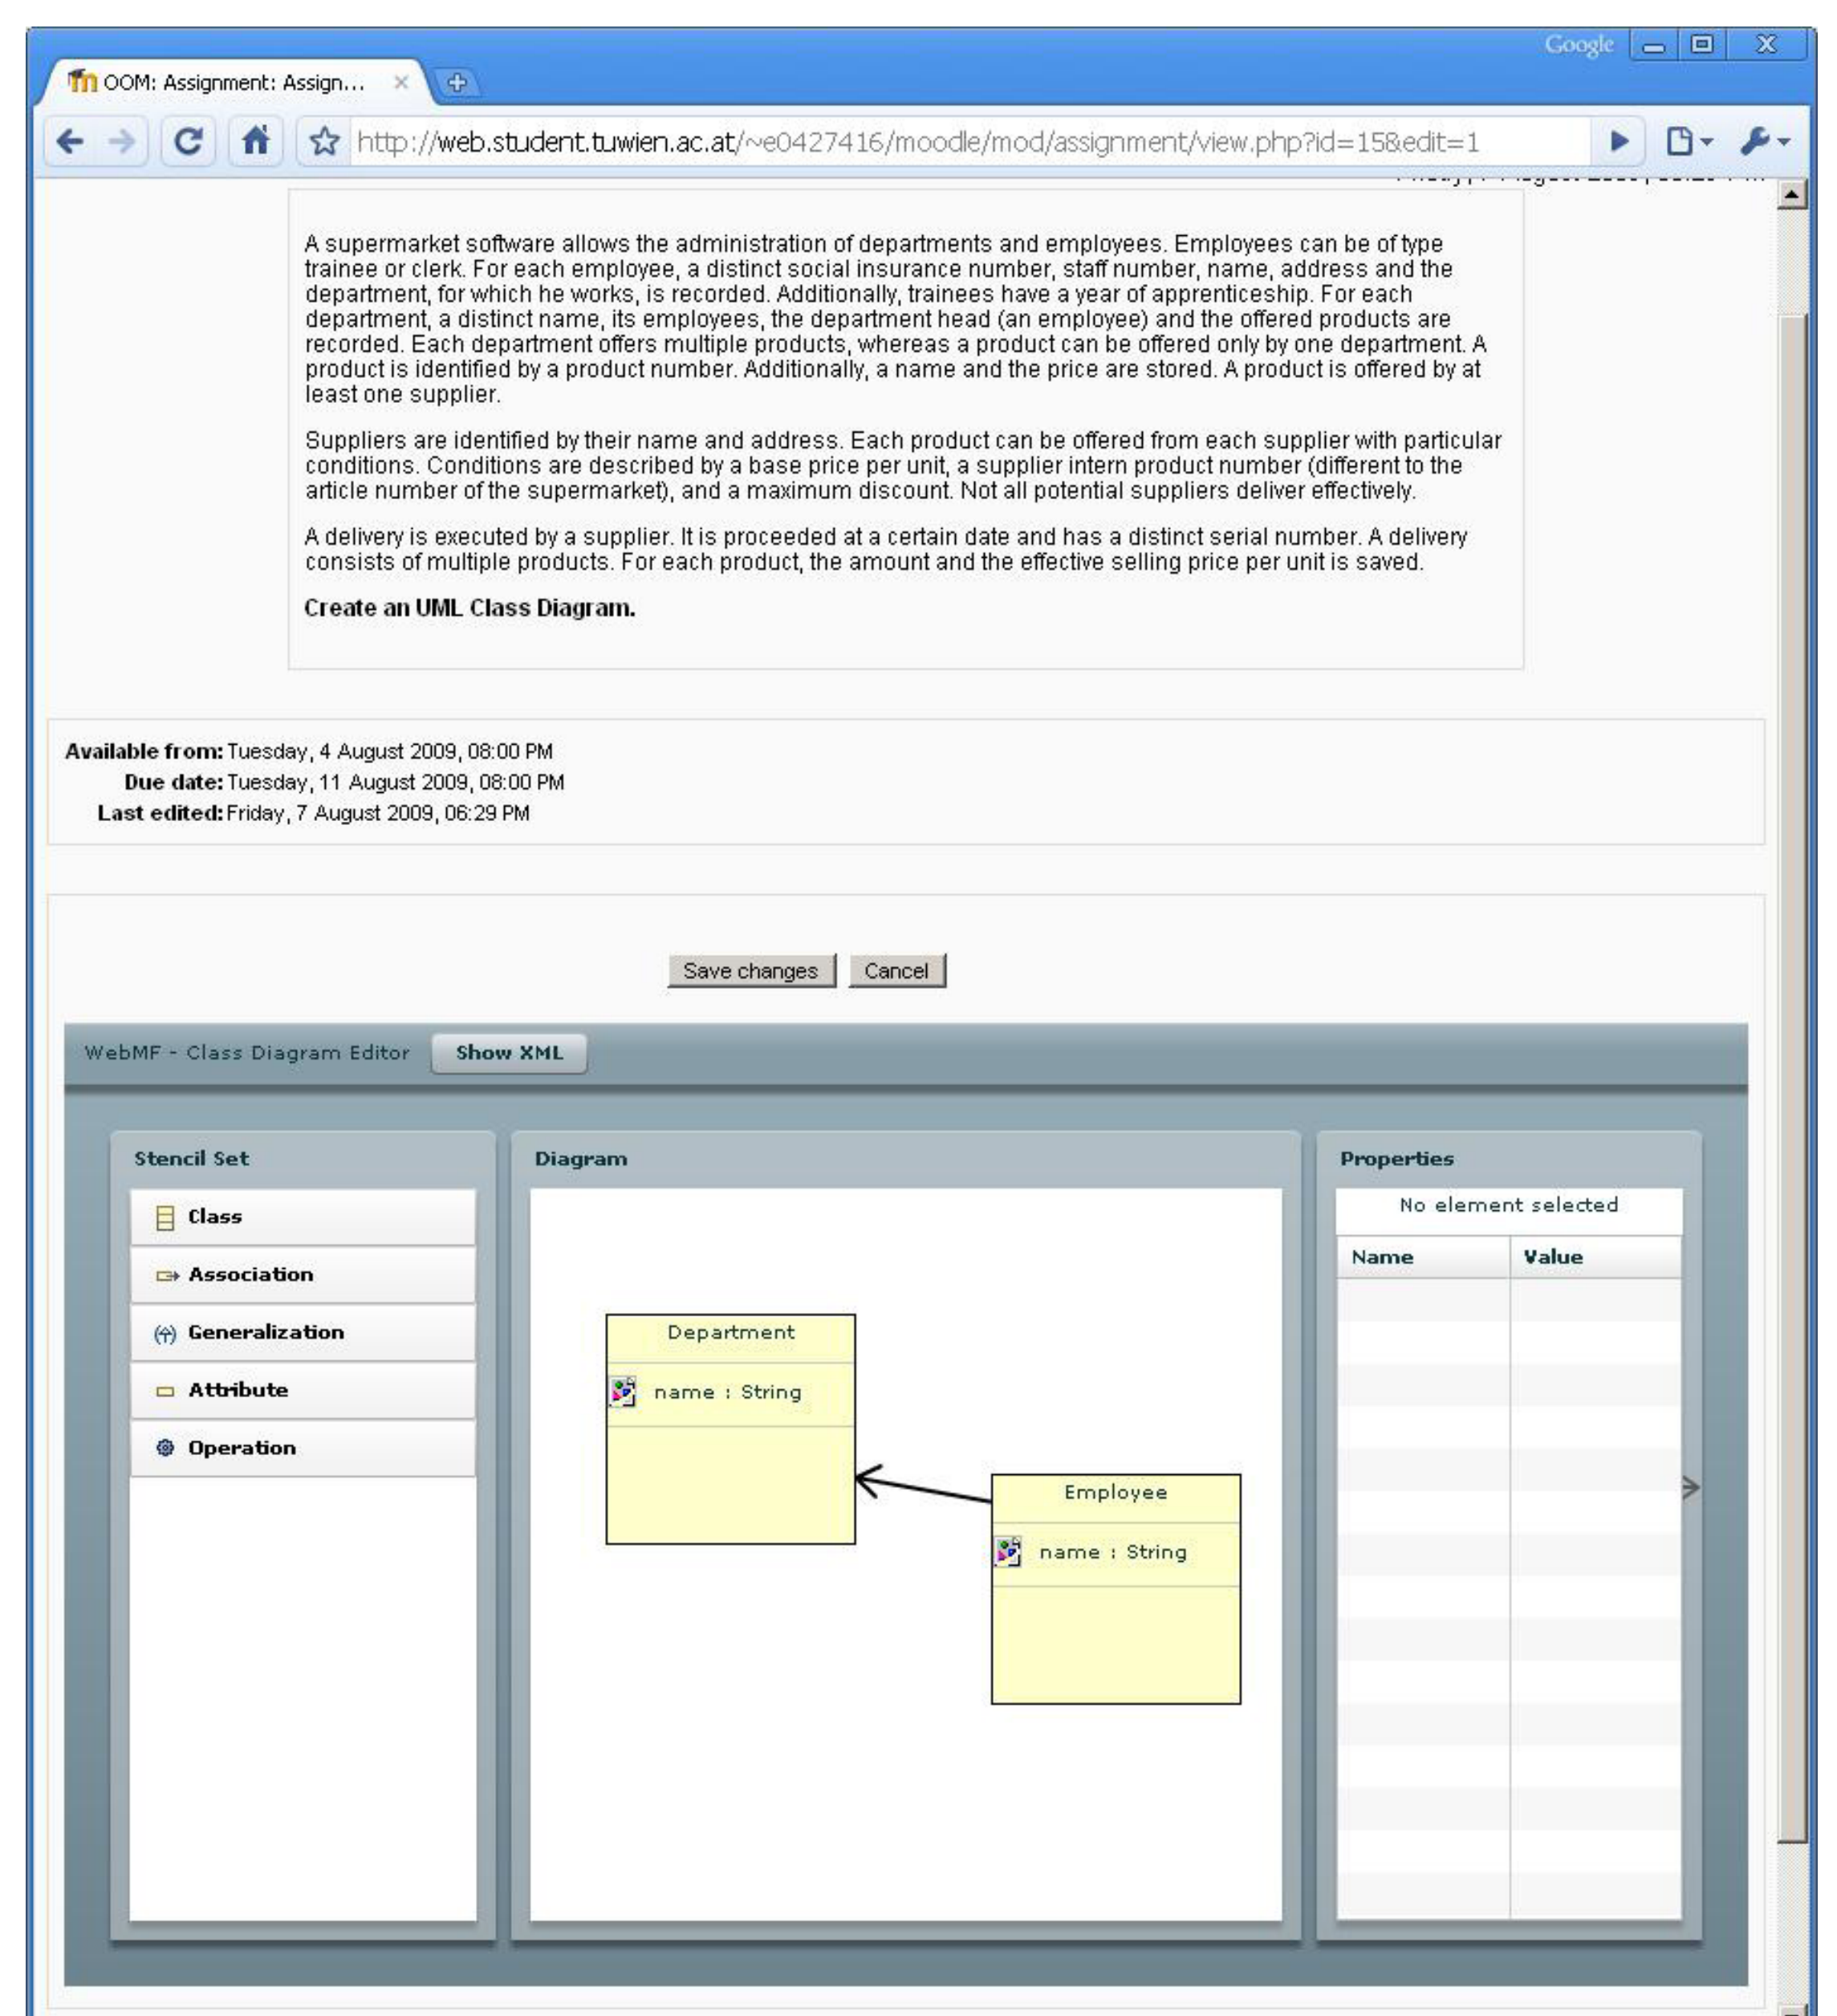 Google
OOM: Assignment: Assign...
http://web.student.tuwien.ac.at/~e0427416/moodle/mod/assignment/view.php?id=15&edit=1
A supermarket software allows the administration of departments and employees. Employees can be of type
trainee or clerk. For each employee, a distinct social insurance number, staff number, name, address and the
department, for which he works, is recorded. Additionally, trainees have a year of apprenticeship. For each
department, a distinct name, its employees, the department head (an employee) and the offered products are
recorded. Each department offers multiple products, whereas a product can be offered only by one department. A
product is identified by a product number. Additionally, a name and the price are stored. A product is offered by at
least one supplier.
Suppliers are identified by their name and address. Each product can be offered from each supplier with particular
conditions. Conditions are described by a base price per unit, a supplier intern product number (different to the
article number of the supermarket), and a maximum discount. Not all potential suppliers deliver effectively.
A delivery is executed by a supplier. It is proceeded at a certain date and has a distinct serial number. A delivery
consists of multiple products. For each product, the amount and the effective selling price per unit is saved.
Create an UML Class Diagram.
Available from: Tuesday, 4 August 2009, 08:00 PM
Due date: Tuesday, 11 August 2009, 08:00 PM
Last edited: Friday, 7 August 2009, 06:29 PM
Save changes Cancel
WebMF - Class Diagram Editor Show XML
Stencil Set
Class
Association
Generalization
Attribute
Operation
Diagram
Department
name : String
Employee
name : String
Properties
No element selected
Name Value